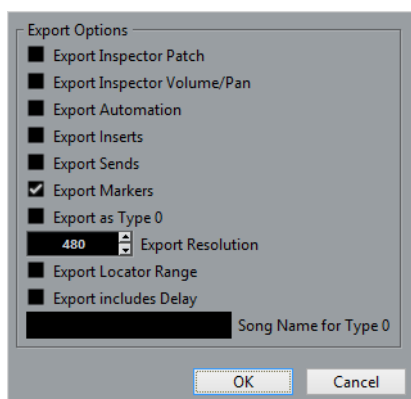 Export Options
Export Inspector Patch
Export Inspector Volume/Pan
Export Automation
Export Inserts
Export Sends
Export Markers
Export as Type 0
480 Export Resolution
Export Locator Range
Export includes Delay
Song Name for Type 0
OK Cancel